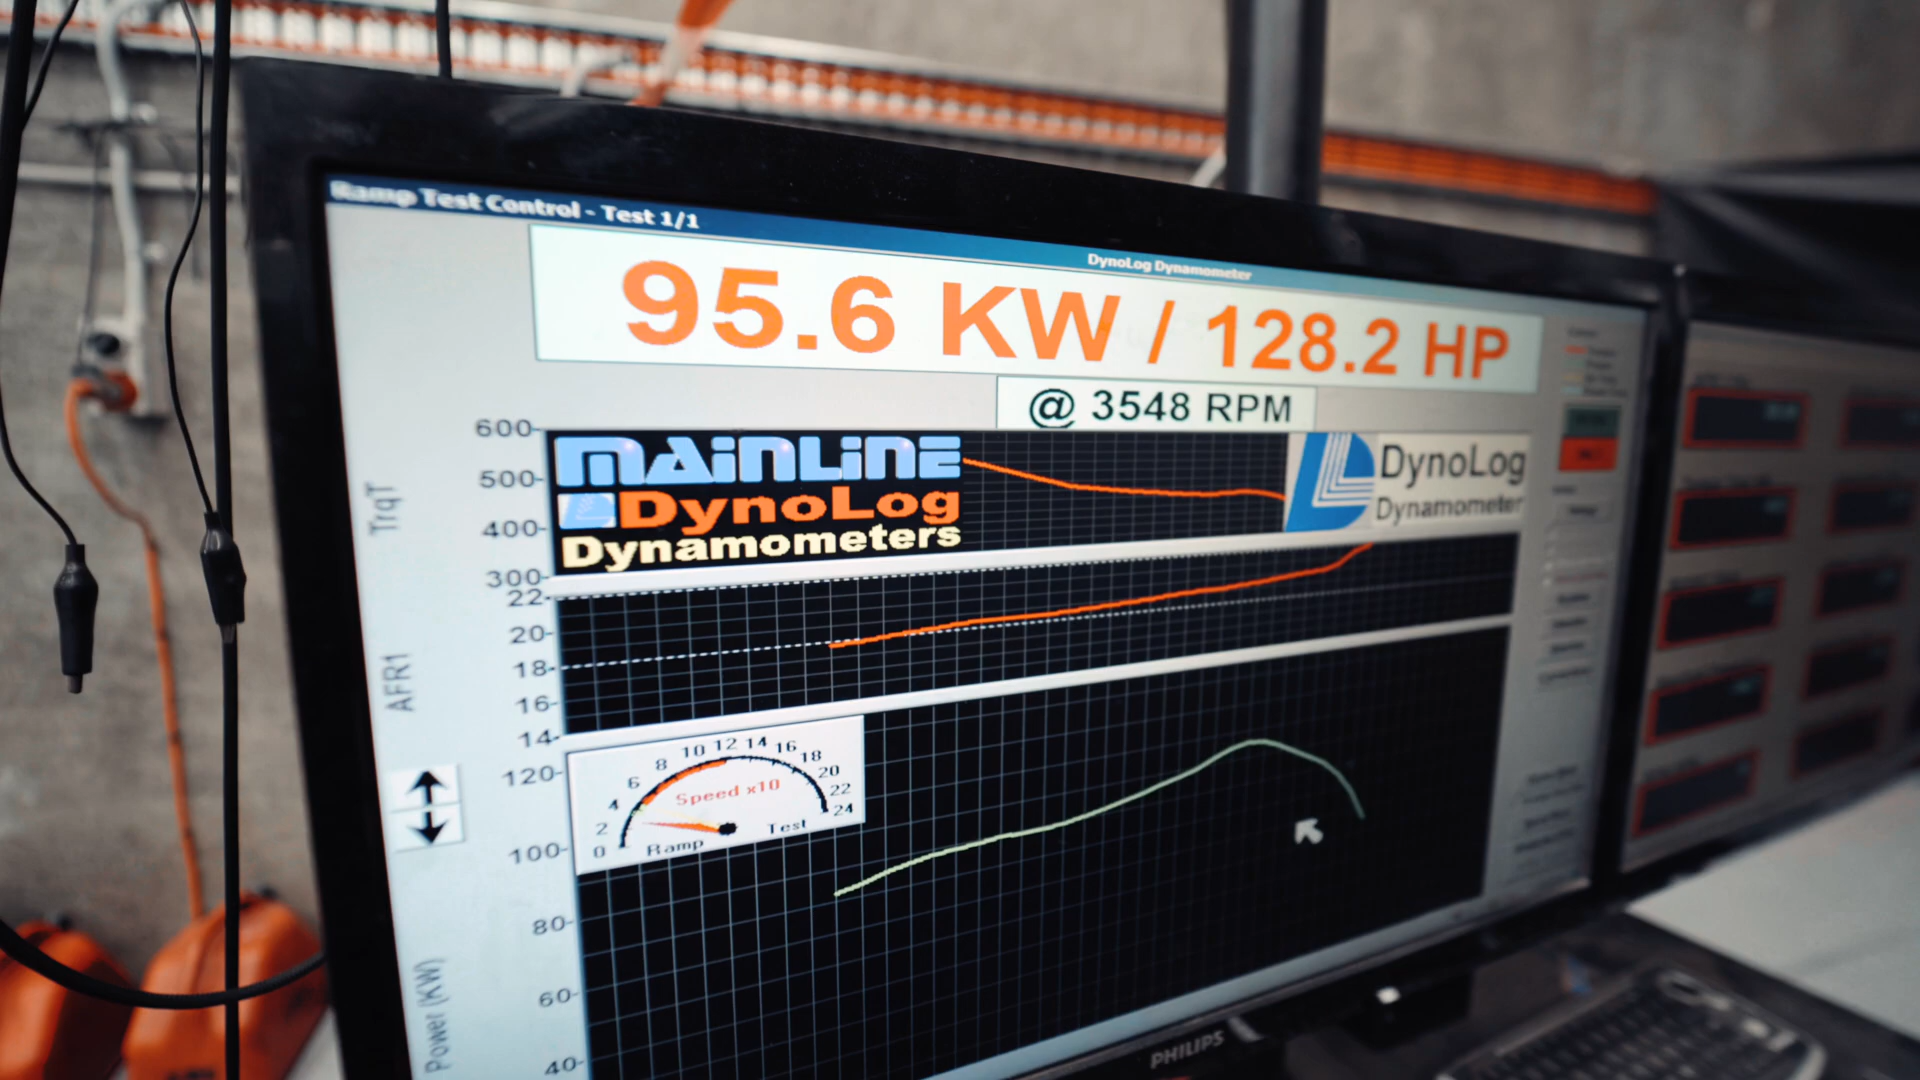 Ramp Test Control - Test 1/1
DynoLog Dynamometer
95.6 KW / 128.2 HP
@ 3548 RPM
600
500
400
300
TrqT
MAINLINE
DynoLog
Dynamometers
DynoLog
Dynamometer
22
20
18
16
14
AFR1
120
100
80
60
40
Power (KW)
0 2 4 6 8 10 12 14 16 18 20 22 24
Speed x10
Ramp
Test
PHILIPS